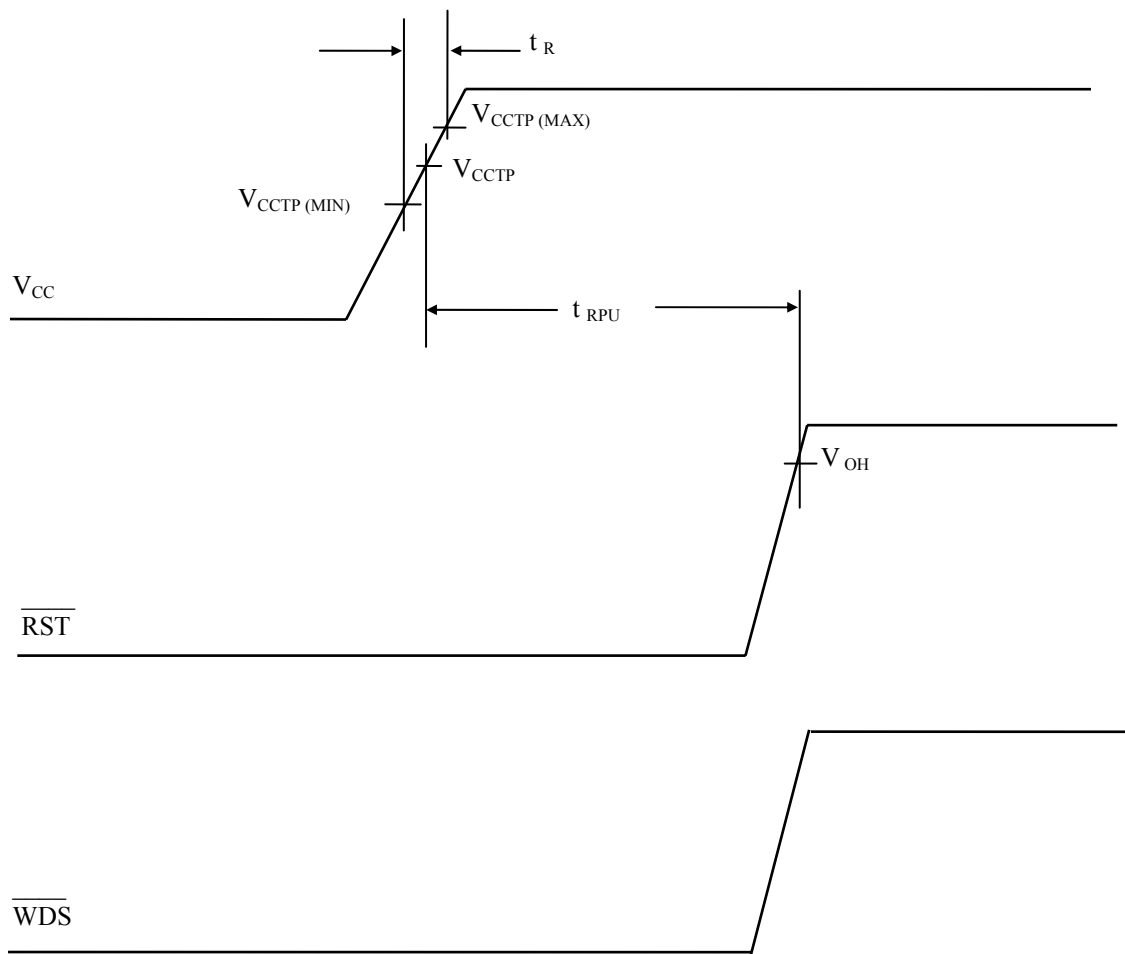 t R
V CCTP (MAX)
V CCTP
V CCTP (MIN)
V CC
t RPU
V OH
RST
WDS